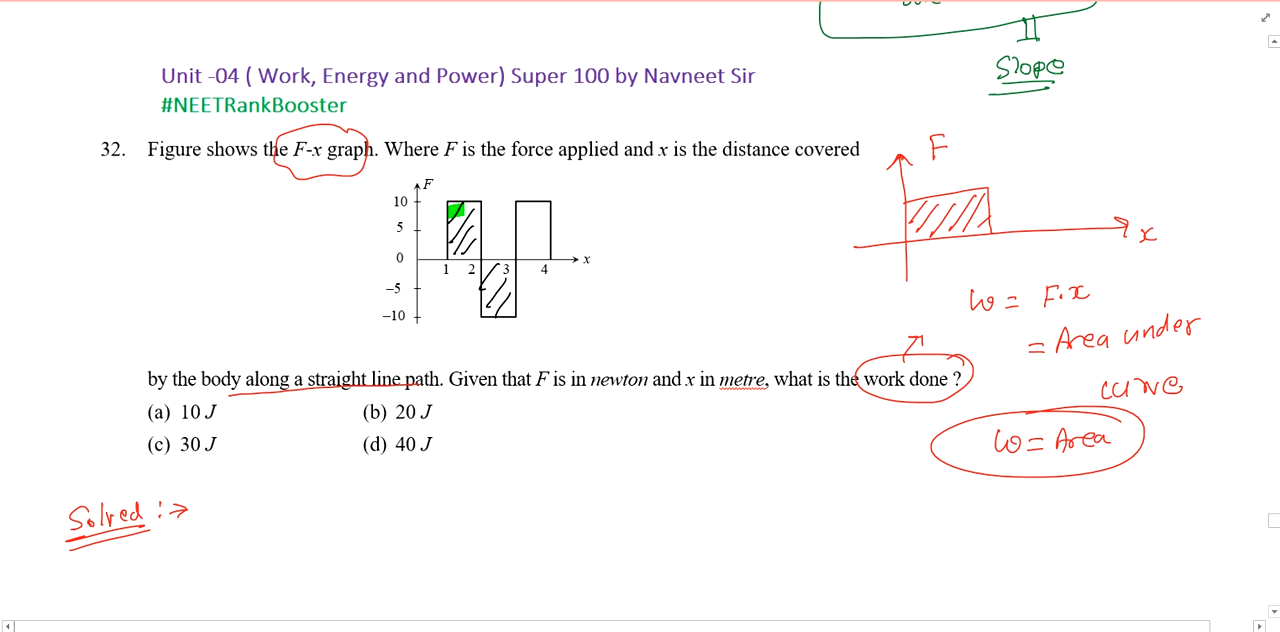 Slope
Unit -04 ( Work, Energy and Power) Super 100 by Navneet Sir
#NEETRankBooster
32. Figure shows the F-x graph. Where F is the force applied and x is the distance covered
F
10
5
0
−5
−10
1 2 3 4
x
F
x
W = F.x
= Area under
curve
W = Area
by the body along a straight line path. Given that F is in newton and x in metre, what is the work done ?
(a) 10 J (b) 20 J
(c) 30 J (d) 40 J
Solved :→